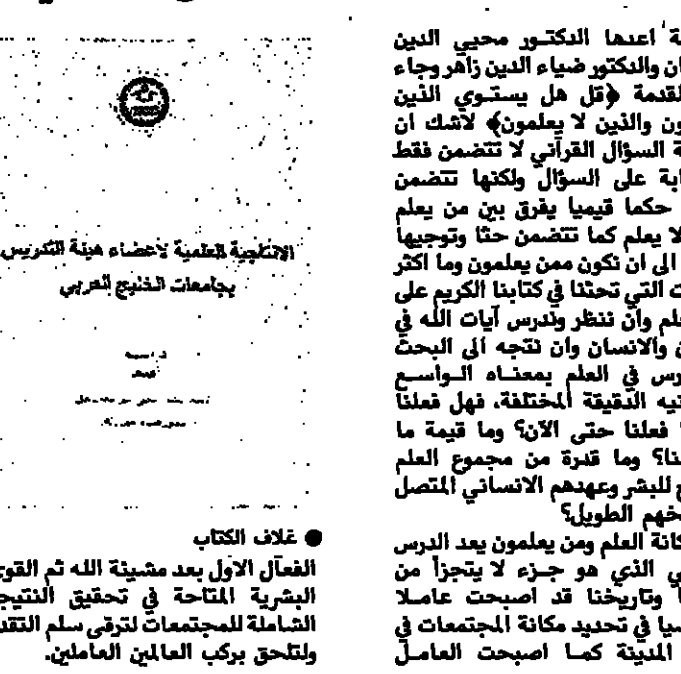 ة اعدها الدكتور محيي الدين
ان والدكتور ضياء الدين زاهر وجاء
لقدمة ﴿قل هل يستوي الذين
ون والذين لا يعلمون﴾ لاشك ان
ة السؤال القرآني لا تتضمن فقط
ابة على السؤال ولكنها تتضمن
حكما قيميا يفرق بين من يعلم
لا يعلم كما تتضمن حثا وتوجيها
الى ان نكون ممن يعلمون وما اكثر
ت التي تحثنا في كتابنا الكريم على
علم وان ننظر وندرس آيات الله في
ن والانسان وان نتجه الى البحث
رس في العلم بمعناه الواسع
نيه الدقيقة المختلفة، فهل فعلنا
فعلنا حتى الآن؟ وما قيمة ما
نا؟ وما قدرة من مجموع العلم
ع للبشر وعهدهم الانساني المتصل
يخهم الطويل؟
كانة العلم ومن يعلمون يعد الدرس
ي الذي هو جزء لا يتجزأ من
ا وتاريخنا قد اصبحت عاملا
سيا في تحديد مكانة المجتمعات في
المدينة كما اصبحت العامل
الانتاجية العلمية لاعضاء هيئة التدريس
بجامعات الخليج العربي
● غلاف الكتاب
الفعال الاول بعد مشيئة الله ثم القوى
البشرية المتاحة في تحقيق النتيجة
الشاملة للمجتمعات لترقى سلم التقد
ولتلحق بركب العالمين العاملين.